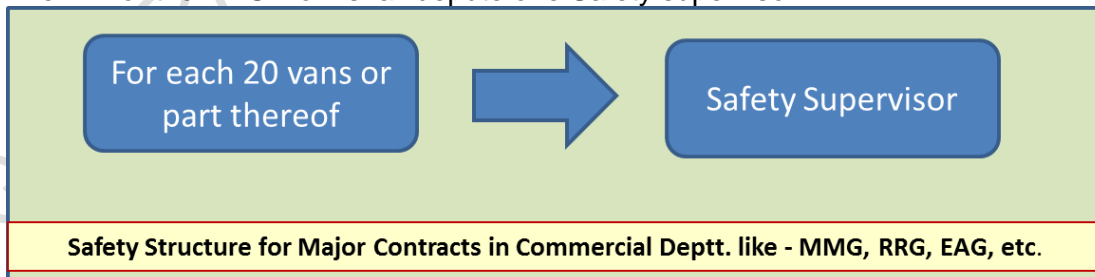 For each 20 vans or
part thereof
Safety Supervisor
Safety Structure for Major Contracts in Commercial Deptt. like - MMG, RRG, EAG, etc.